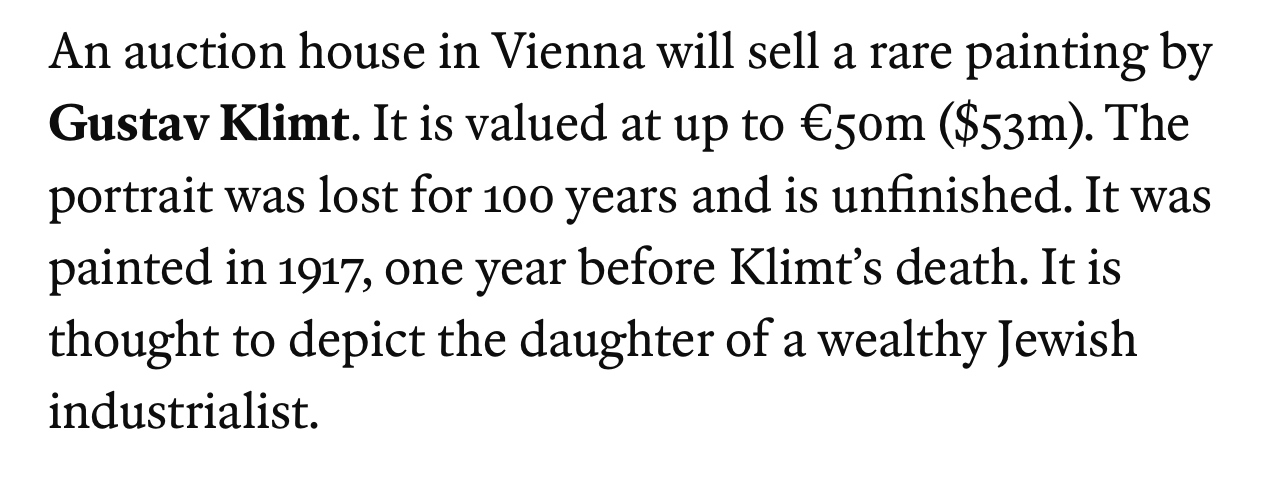 An auction house in Vienna will sell a rare painting by
Gustav Klimt. It is valued at up to €50m ($53m). The
portrait was lost for 100 years and is unfinished. It was
painted in 1917, one year before Klimt’s death. It is
thought to depict the daughter of a wealthy Jewish
industrialist.